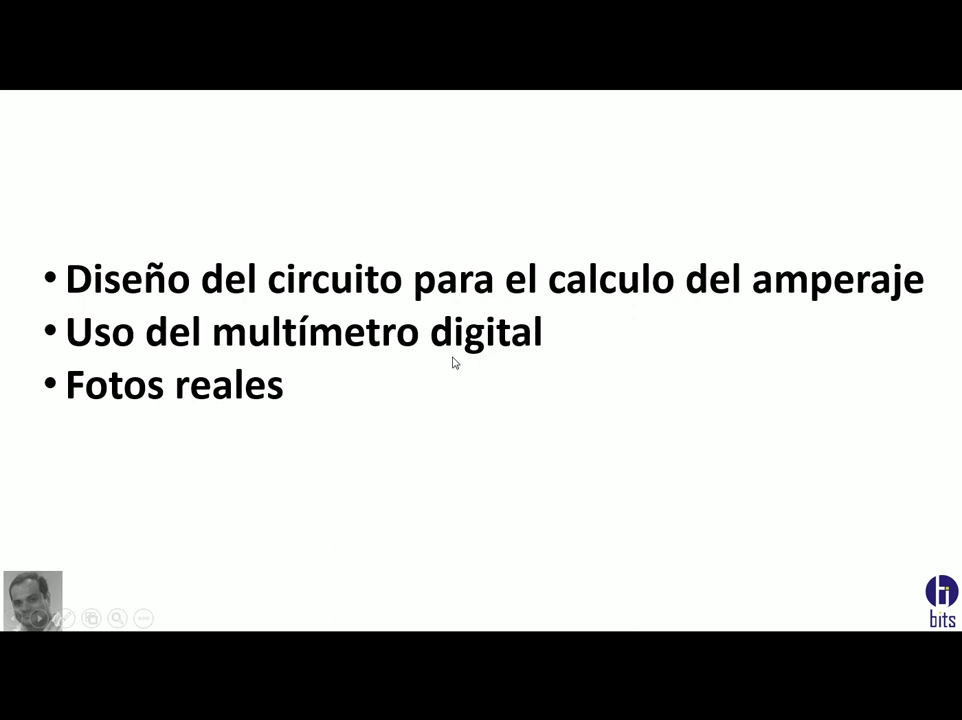 • Diseño del circuito para el calculo del amperaje
• Uso del multímetro digital
• Fotos reales
bits